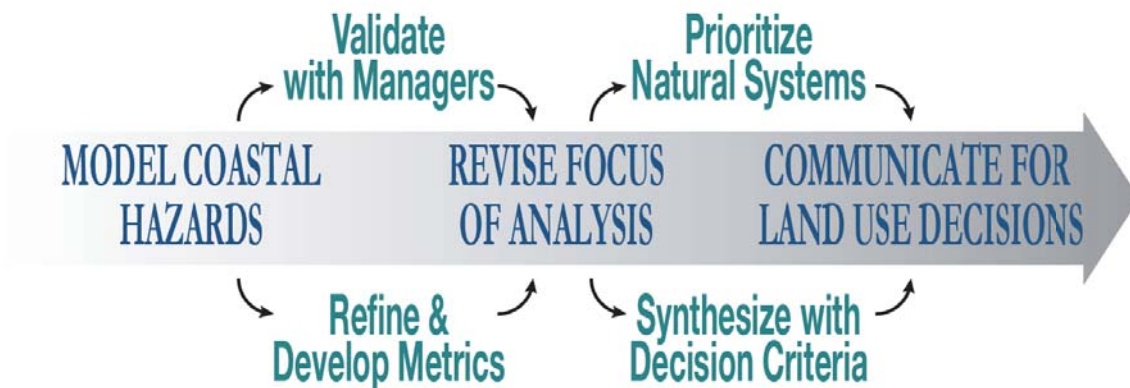 Validate
with Managers
Prioritize
Natural Systems
MODEL COASTAL
HAZARDS
REVISE FOCUS
OF ANALYSIS
COMMUNICATE FOR
LAND USE DECISIONS
Refine &
Develop Metrics
Synthesize with
Decision Criteria